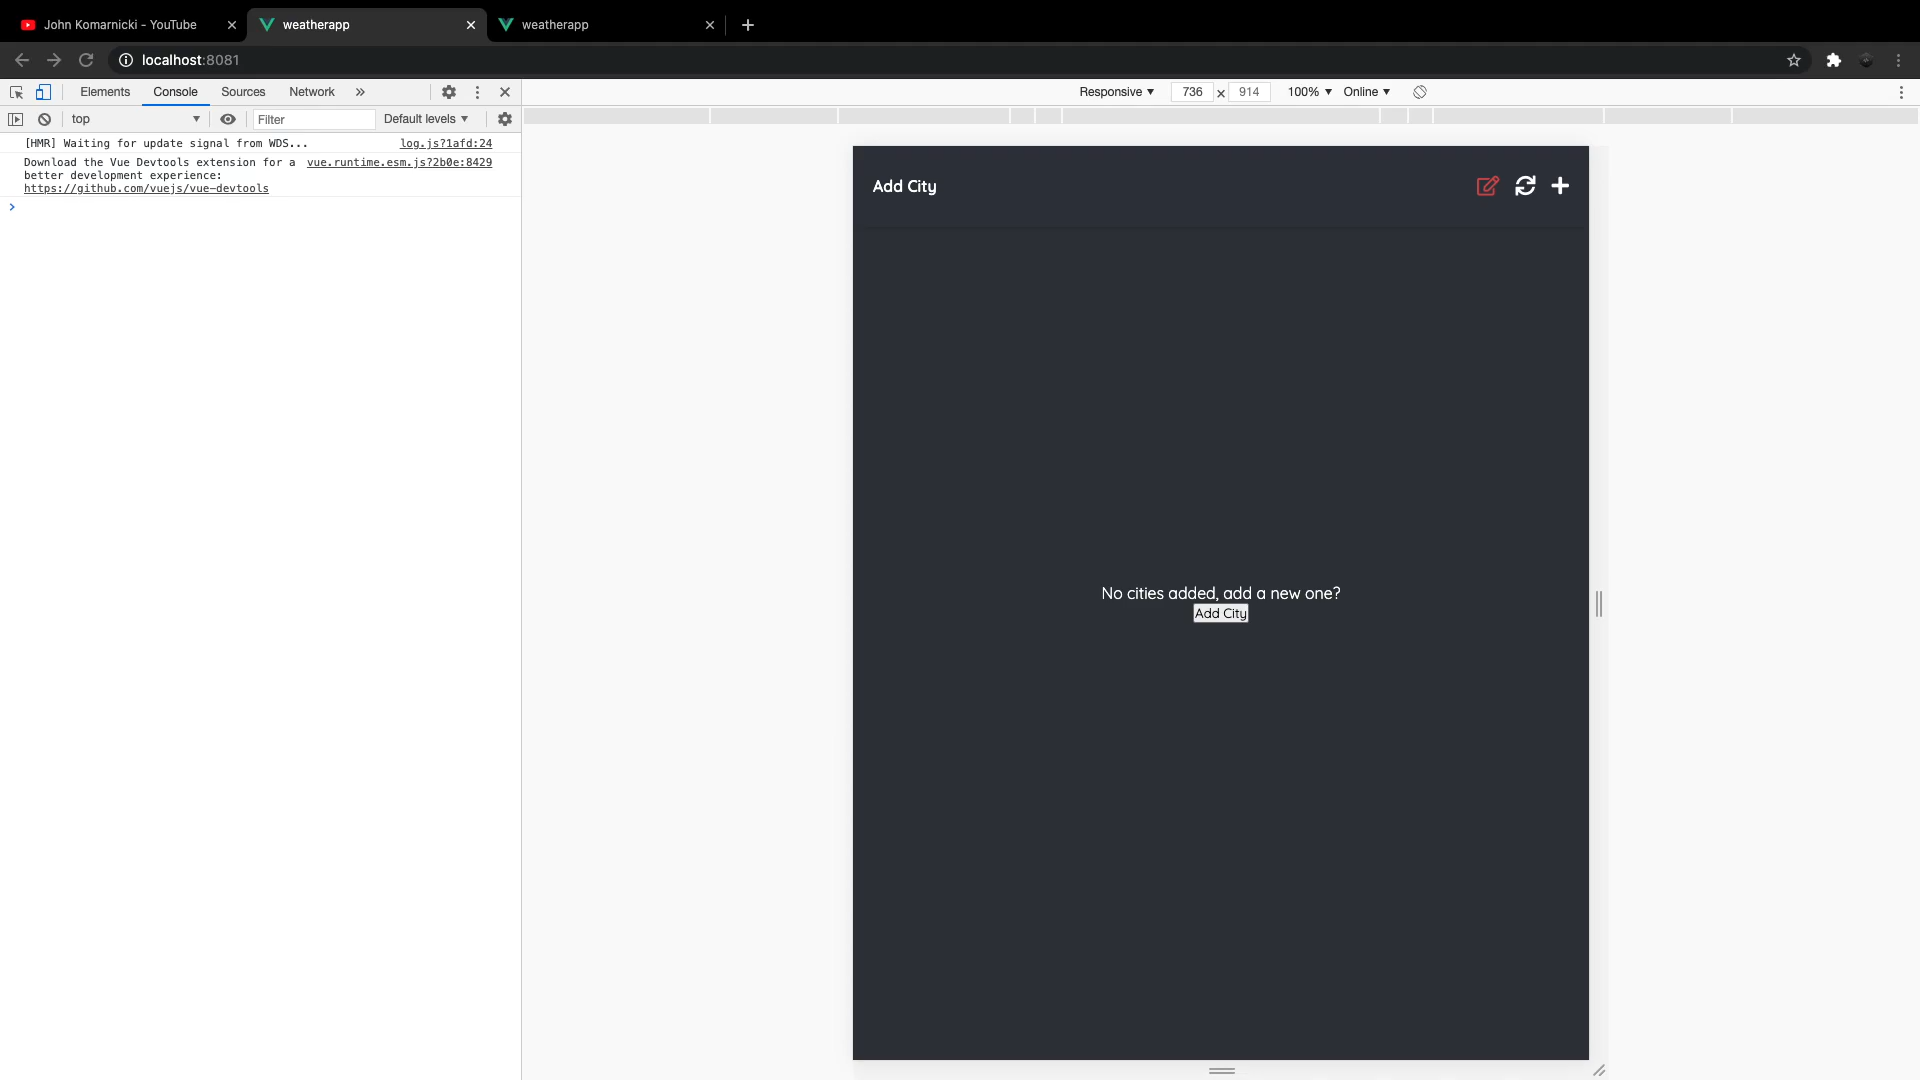 John Komarnicki - YouTube
weatherapp
weatherapp
localhost:8081
Elements Console Sources Network
top Filter Default levels
[HMR] Waiting for update signal from WDS... log.js?1afd:24
Download the Vue Devtools extension for a vue.runtime.esm.js?2b0e:8429
better development experience:
https://github.com/vuejs/vue-devtools
Responsive 736 x 914 100% Online
Add City
No cities added, add a new one?
Add City